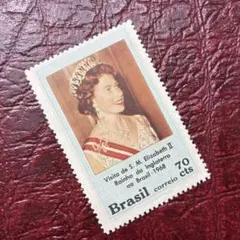 Visita de S. M. Elizabeth II
Rainha da Inglaterra
ao Brasil - 1968
70
cts
Brasil correio